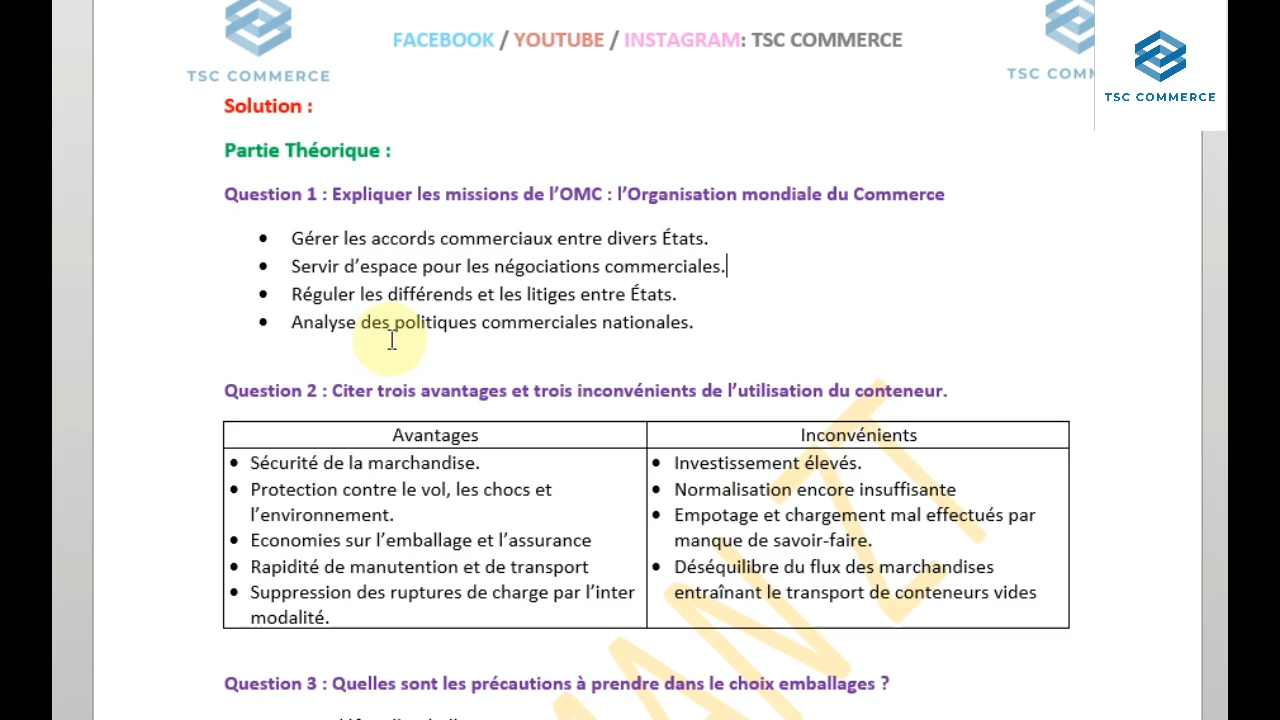 FACEBOOK / YOUTUBE / INSTAGRAM: TSC COMMERCE
TSC COMMERCE
TSC COMM
TSC COMMERCE
Solution :
Partie Théorique :
Question 1 : Expliquer les missions de l’OMC : l’Organisation mondiale du Commerce
• Gérer les accords commerciaux entre divers États.
• Servir d’espace pour les négociations commerciales.
• Réguler les différends et les litiges entre États.
• Analyse des politiques commerciales nationales.
Question 2 : Citer trois avantages et trois inconvénients de l’utilisation du conteneur.
Avantages
• Sécurité de la marchandise.
• Protection contre le vol, les chocs et
l’environnement.
• Economies sur l’emballage et l’assurance
• Rapidité de manutention et de transport
• Suppression des ruptures de charge par l’inter
modalité.
Inconvénients
• Investissement élevés.
• Normalisation encore insuffisante
• Empotage et chargement mal effectués par
manque de savoir-faire.
• Déséquilibre du flux des marchandises
entraînant le transport de conteneurs vides
Question 3 : Quelles sont les précautions à prendre dans le choix emballages ?